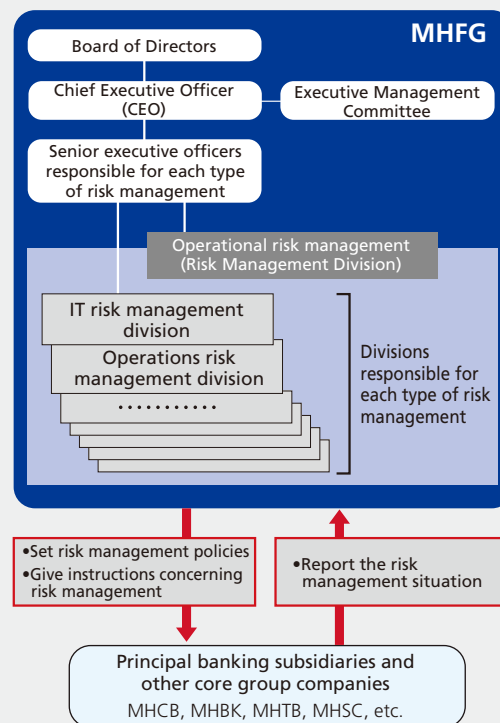 MHFG
Board of Directors
Chief Executive Officer
(CEO)
Executive Management
Committee
Senior executive officers
responsible for each type
of risk management
Operational risk management
(Risk Management Division)
IT risk management
division
Operations risk
management division
...........
Divisions
responsible for
each type of risk
management
•Set risk management policies
•Give instructions concerning
risk management
•Report the risk
management situation
Principal banking subsidiaries and
other core group companies
MHCB, MHBK, MHTB, MHSC, etc.